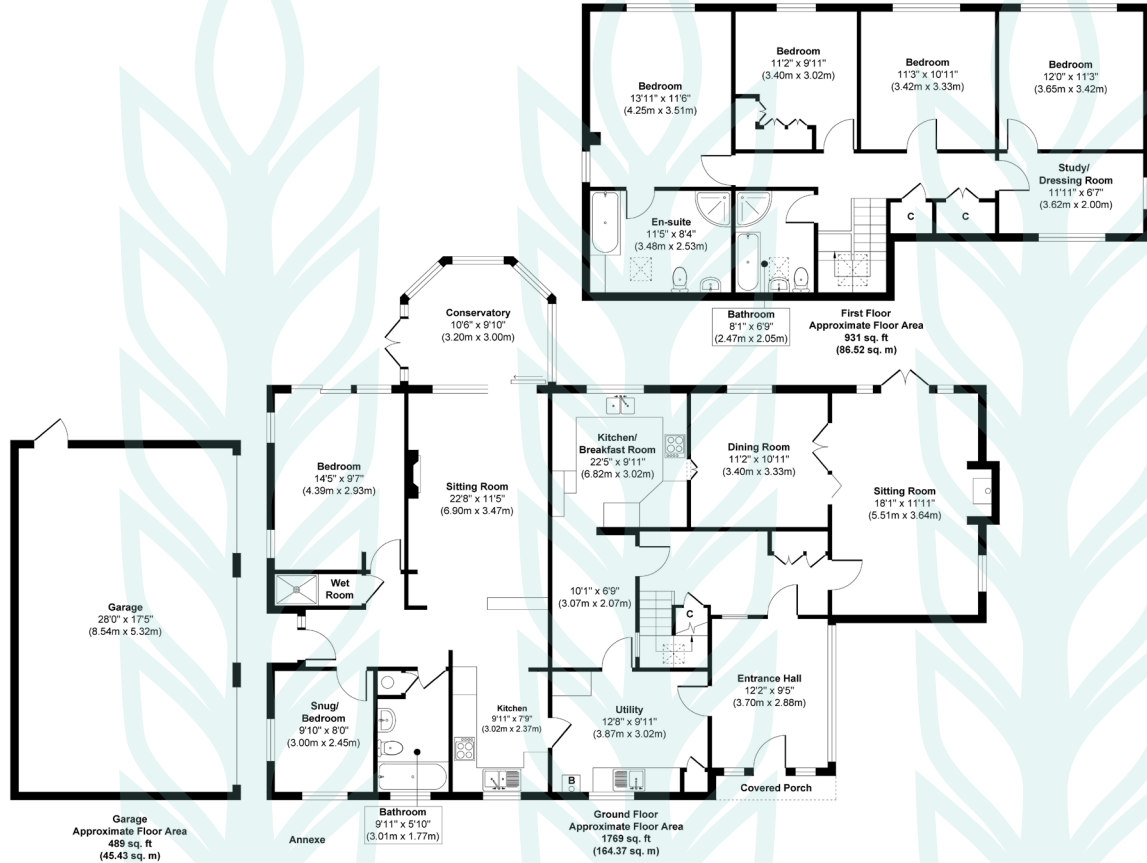 Bedroom
13'11" x 11'6"
(4.25m x 3.51m)
Bedroom
11'2" x 9'11"
(3.40m x 3.02m)
Bedroom
11'3" x 10'11"
(3.42m x 3.33m)
Bedroom
12'0" x 11'3"
(3.65m x 3.42m)
Study/
Dressing Room
11'11" x 6'7"
(3.62m x 2.00m)
En-suite
11'5" x 8'4"
(3.48m x 2.53m)
C
C
Bathroom
8'1" x 6'9"
(2.47m x 2.05m)
First Floor
Approximate Floor Area
931 sq. ft
(86.52 sq. m)
Conservatory
10'6" x 9'10"
(3.20m x 3.00m)
Bedroom
14'5" x 9'7"
(4.39m x 2.93m)
Sitting Room
22'8" x 11'5"
(6.90m x 3.47m)
Kitchen/
Breakfast Room
22'5" x 9'11"
(6.82m x 3.02m)
Dining Room
11'2" x 10'11"
(3.40m x 3.33m)
Sitting Room
18'1" x 11'11"
(5.51m x 3.64m)
Wet
Room
Garage
28'0" x 17'5"
(8.54m x 5.32m)
10'1" x 6'9"
(3.07m x 2.07m)
C
Entrance Hall
12'2" x 9'5"
(3.70m x 2.88m)
Snug/
Bedroom
9'10" x 8'0"
(3.00m x 2.45m)
Kitchen
9'11" x 7'9"
(3.02m x 2.37m)
Utility
12'8" x 9'11"
(3.87m x 3.02m)
B
Covered Porch
Bathroom
9'11" x 5'10"
(3.01m x 1.77m)
Garage
Approximate Floor Area
489 sq. ft
(45.43 sq. m)
Annexe
Ground Floor
Approximate Floor Area
1769 sq. ft
(164.37 sq. m)